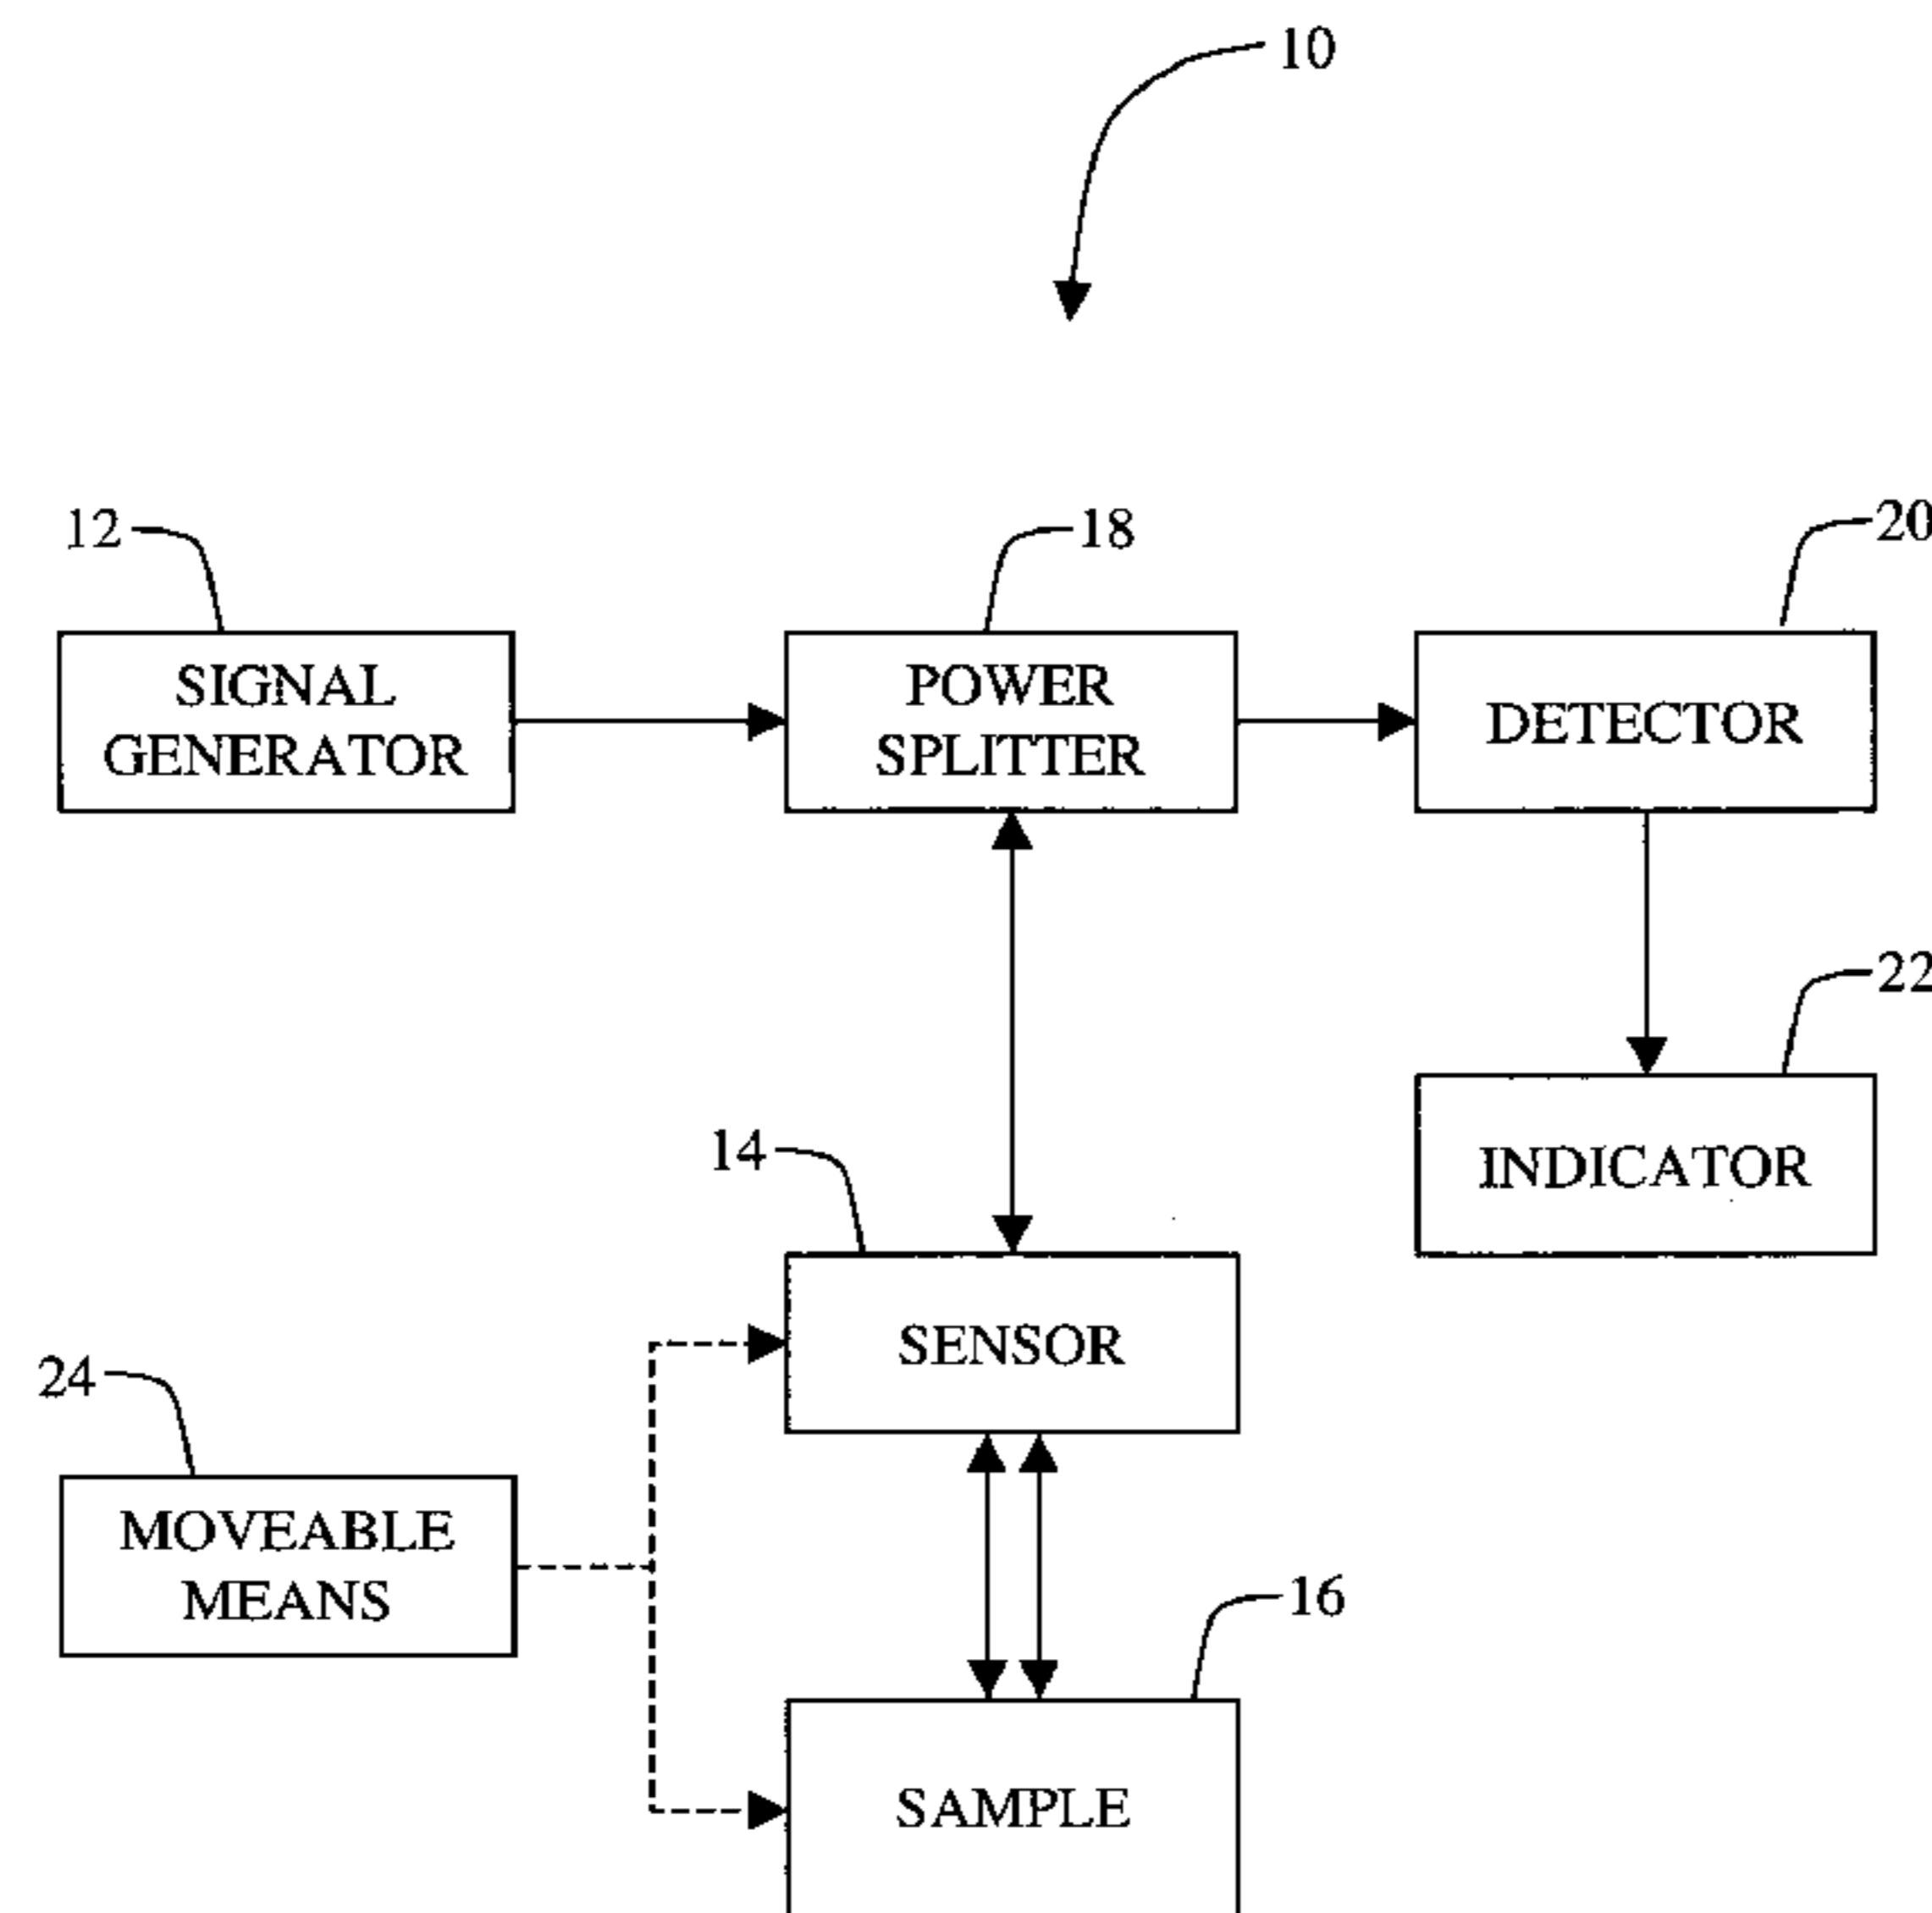 10
12
18
20
SIGNAL
GENERATOR
POWER
SPLITTER
DETECTOR
22
INDICATOR
14
SENSOR
24
MOVEABLE
MEANS
16
SAMPLE